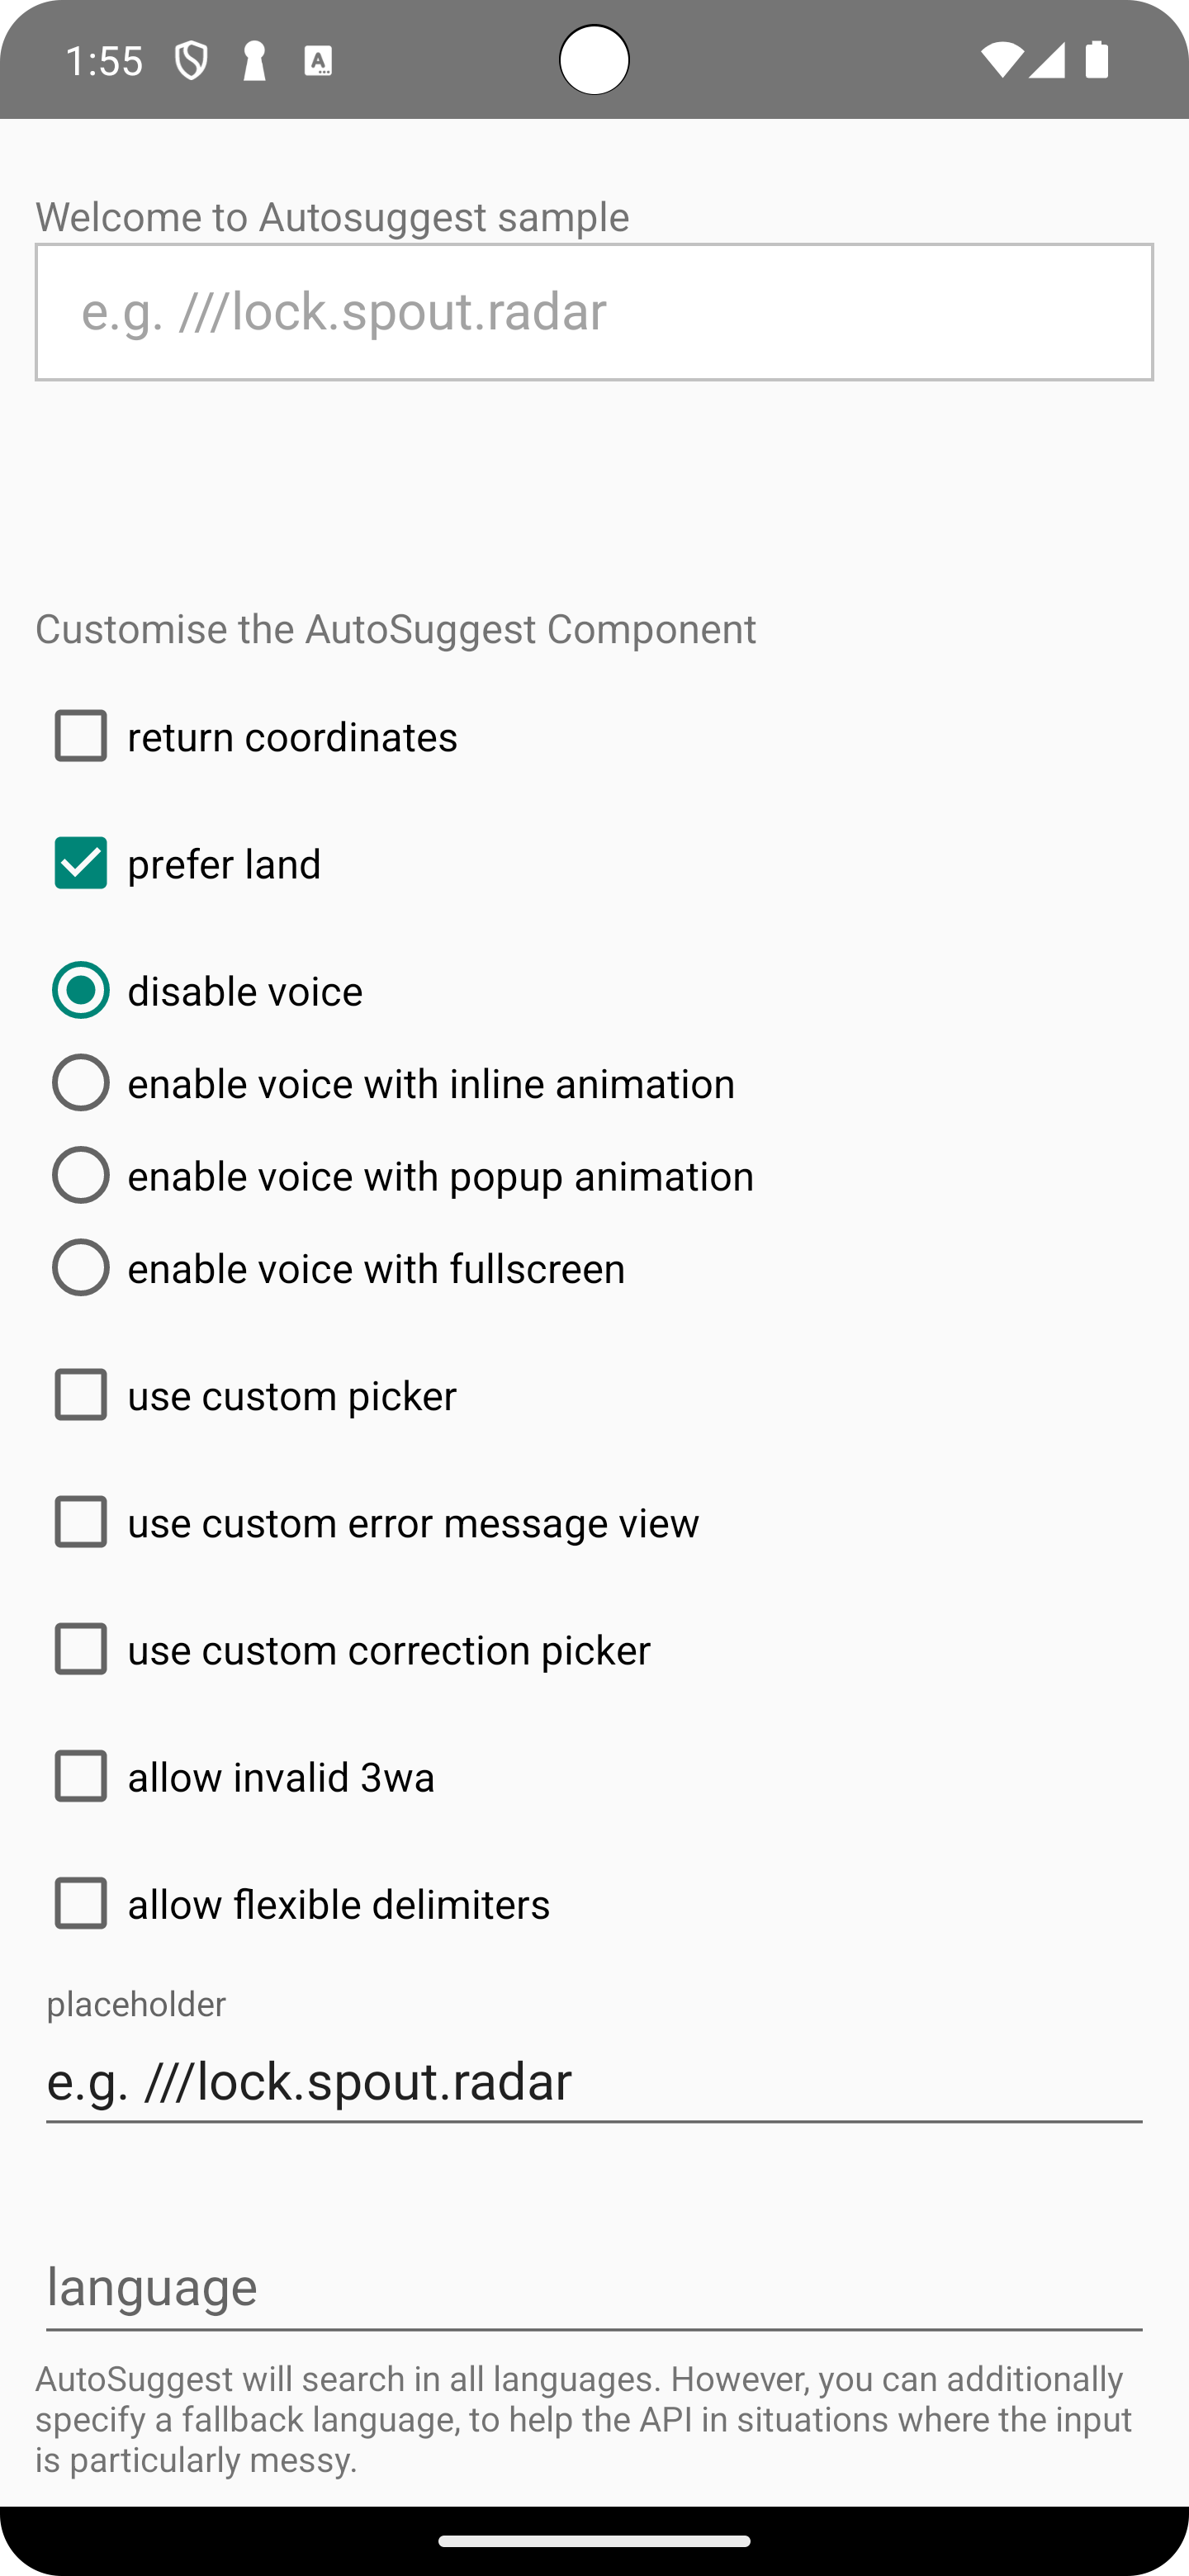 1:55
Welcome to Autosuggest sample
e.g. ///lock.spout.radar
Customise the AutoSuggest Component
return coordinates
prefer land
disable voice
enable voice with inline animation
enable voice with popup animation
enable voice with fullscreen
use custom picker
use custom error message view
use custom correction picker
allow invalid 3wa
allow flexible delimiters
placeholder
e.g. ///lock.spout.radar
language
AutoSuggest will search in all languages. However, you can additionally
specify a fallback language, to help the API in situations where the input
is particularly messy.